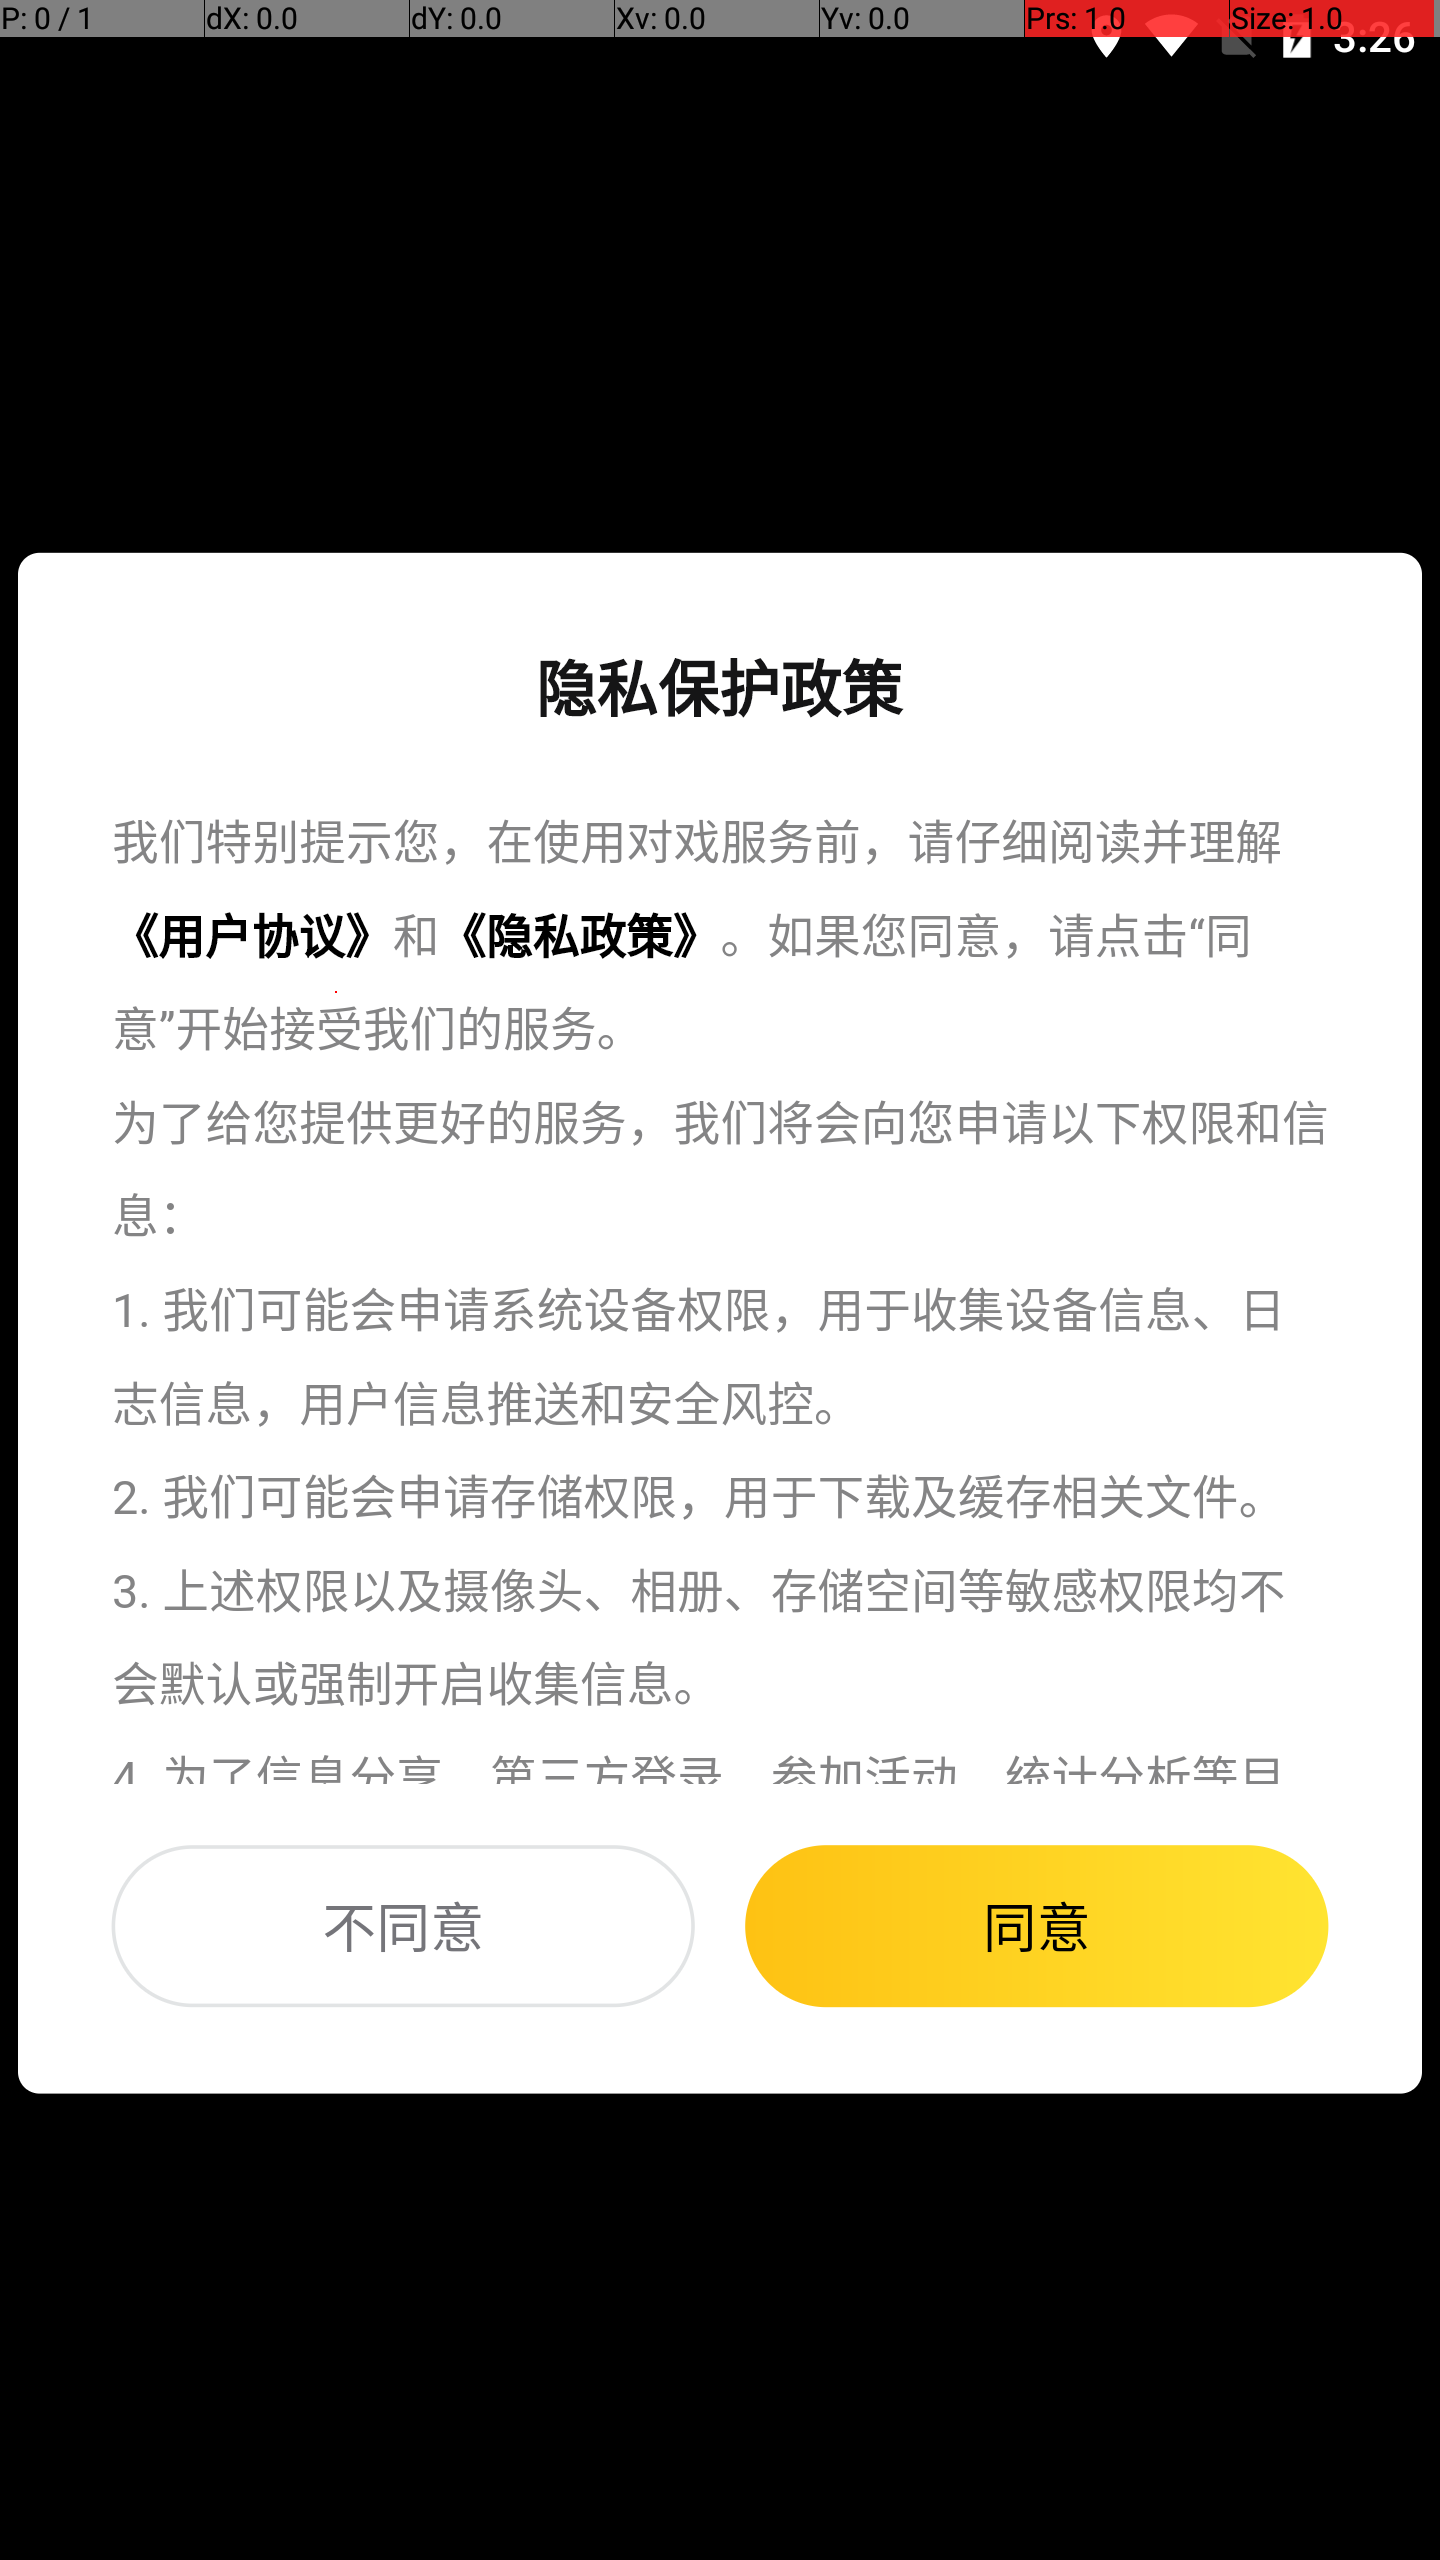 P: 0 / 1 dX: 0.0 dY: 0.0 Xv: 0.0 Yv: 0.0 Prs: 1.0 Size: 1.0
3:26
隐私保护政策
我们特别提示您，在使用对戏服务前，请仔细阅读并理解
《用户协议》和《隐私政策》。如果您同意，请点击“同
意”开始接受我们的服务。
为了给您提供更好的服务，我们将会向您申请以下权限和信
息：
1. 我们可能会申请系统设备权限，用于收集设备信息、日
志信息，用户信息推送和安全风控。
2. 我们可能会申请存储权限，用于下载及缓存相关文件。
3. 上述权限以及摄像头、相册、存储空间等敏感权限均不
会默认或强制开启收集信息。
4. 为了信息分享、第三方登录、参加活动、统计分析等目
不同意 同意